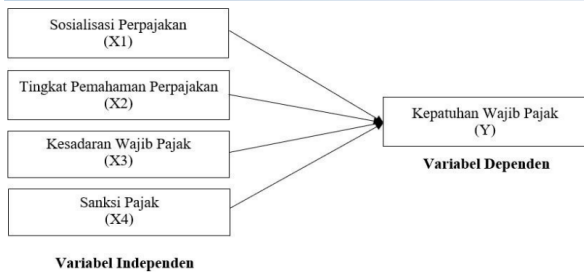 Sosialisasi Perpajakan
(X1)
Tingkat Pemahaman Perpajakan
(X2)
Kesadaran Wajib Pajak
(X3)
Sanksi Pajak
(X4)
Variabel Independen
Kepatuhan Wajib Pajak
(Y)
Variabel Dependen